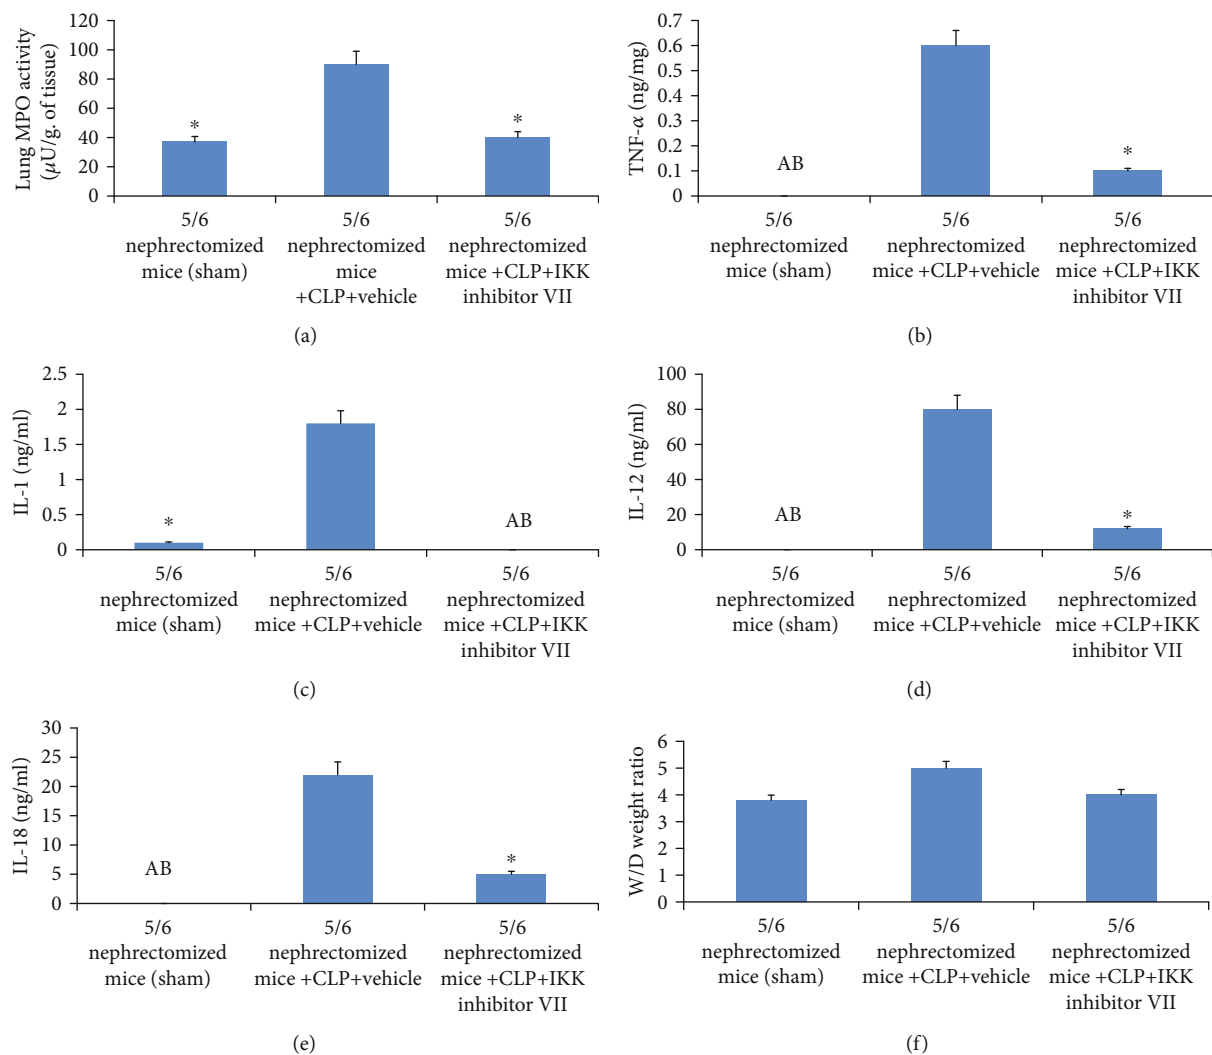 Lung MPO activity
(μU/g. of tissue)
120
100
80
60
40
20
0
*
*
5/6
nephrectomized
mice (sham)
5/6
nephrectomized
mice
+CLP+vehicle
5/6
nephrectomized
mice +CLP+IKK
inhibitor VII
(a)
TNF-α (ng/mg)
0.7
0.6
0.5
0.4
0.3
0.2
0.1
0
AB
*
5/6
nephrectomized
mice (sham)
5/6
nephrectomized
mice +CLP+vehicle
5/6
nephrectomized
mice +CLP+IKK
inhibitor VII
(b)
IL-1 (ng/ml)
2.5
2
1.5
1
0.5
0
*
AB
5/6
nephrectomized
mice (sham)
5/6
nephrectomized
mice +CLP+vehicle
5/6
nephrectomized
mice +CLP+IKK
inhibitor VII
(c)
IL-12 (ng/ml)
100
80
60
40
20
0
AB
*
5/6
nephrectomized
mice (sham)
5/6
nephrectomized
mice +CLP+vehicle
5/6
nephrectomized
mice +CLP+IKK
inhibitor VII
(d)
IL-18 (ng/ml)
30
25
20
15
10
5
0
AB
*
5/6
nephrectomized
mice (sham)
5/6
nephrectomized
mice +CLP+vehicle
5/6
nephrectomized
mice +CLP+IKK
inhibitor VII
(e)
W/D weight ratio
6
5
4
3
2
1
0
5/6
nephrectomized
mice (sham)
5/6
nephrectomized
mice +CLP+vehicle
5/6
nephrectomized
mice +CLP+IKK
inhibitor VII
(f)